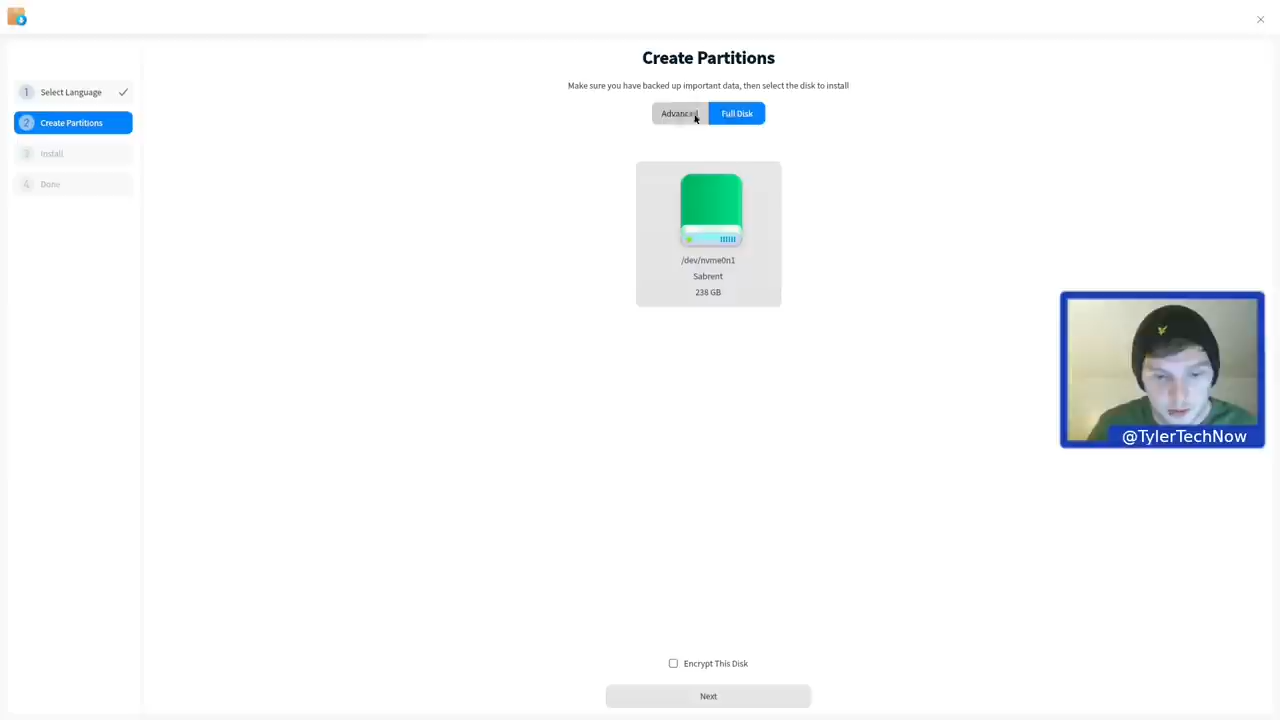 1 Select Language
2 Create Partitions
3 Install
4 Done
Create Partitions
Make sure you have backed up important data, then select the disk to install
Advanced
Full Disk
/dev/nvme0n1
Sabrent
238 GB
@TylerTechNow
Encrypt This Disk
Next